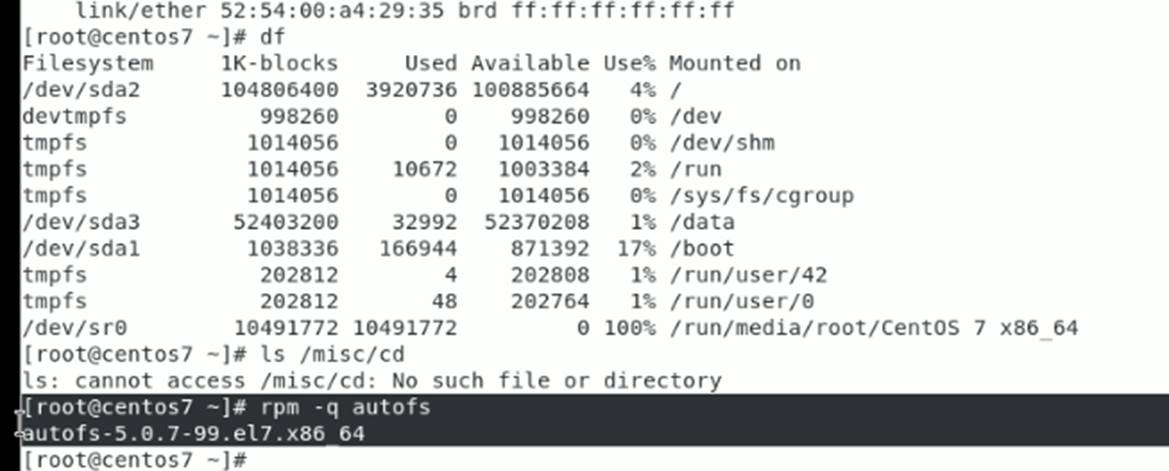 link/ether 52:54:00:a4:29:35 brd ff:ff:ff:ff:ff:ff
[root@centos7 ~]# df
Filesystem     1K-blocks     Used Available Use% Mounted on
/dev/sda2      104806400  3920736 100885664   4% /
devtmpfs          998260        0    998260   0% /dev
tmpfs            1014056        0   1014056   0% /dev/shm
tmpfs            1014056    10672   1003384   2% /run
tmpfs            1014056        0   1014056   0% /sys/fs/cgroup
/dev/sda3       52403200    32992  52370208   1% /data
/dev/sda1        1038336   166944    871392  17% /boot
tmpfs             202812        4    202808   1% /run/user/42
tmpfs             202812       48    202764   1% /run/user/0
/dev/sr0        10491772 10491772         0 100% /run/media/root/CentOS 7 x86_64
[root@centos7 ~]# ls /misc/cd
ls: cannot access /misc/cd: No such file or directory
[root@centos7 ~]# rpm -q autofs
autofs-5.0.7-99.el7.x86_64
[root@centos7 ~]#